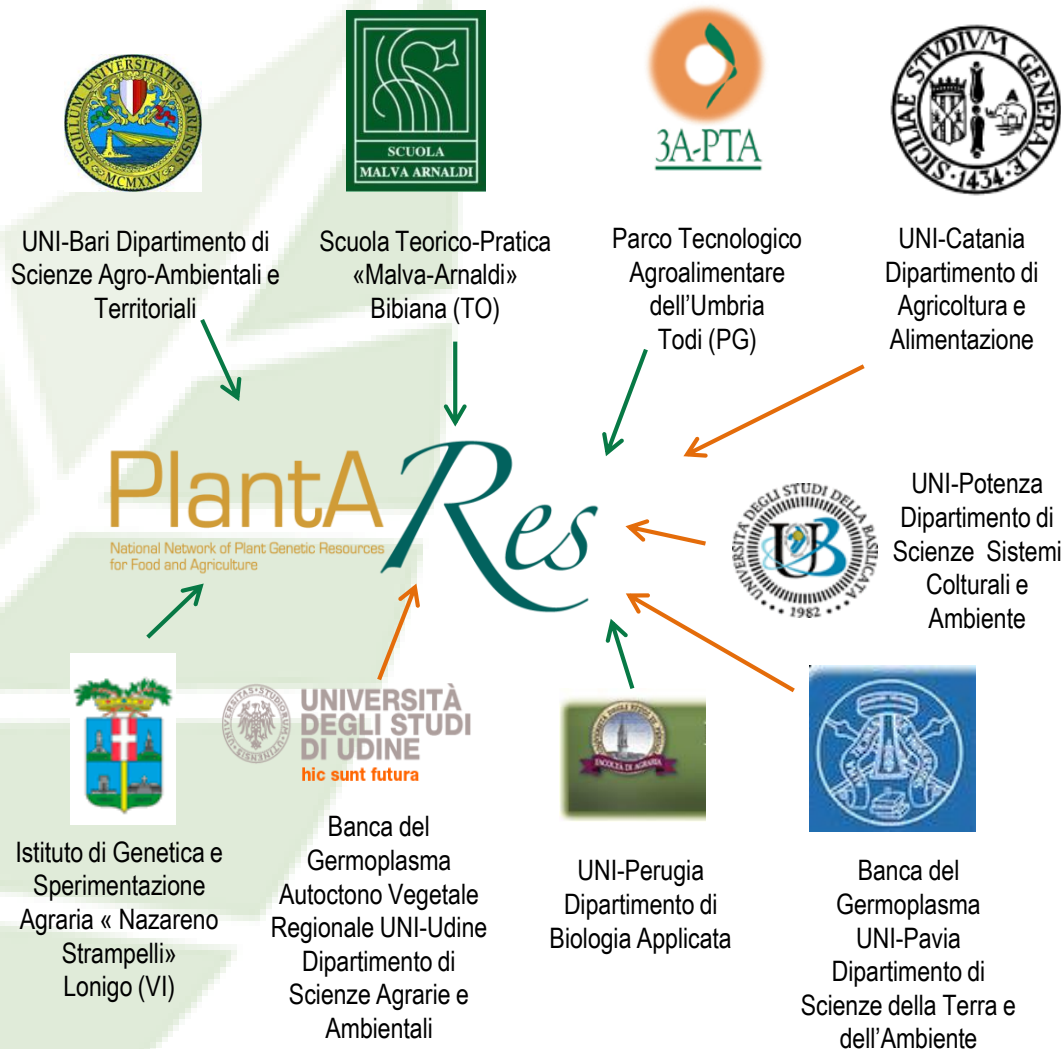 SIGILLUM UNIVERSITATIS BARENSIS
MCMXXV
SCUOLA
MALVA ARNALDI
3A-PTA
SICILIAE STVDIVM GENERALE
·1434·
UNI-Bari Dipartimento di
Scienze Agro-Ambientali e
Territoriali
Scuola Teorico-Pratica
«Malva-Arnaldi»
Bibiana (TO)
Parco Tecnologico
Agroalimentare
dell’Umbria
Todi (PG)
UNI-Catania
Dipartimento di
Agricoltura e
Alimentazione
PlantA Res
National Network of Plant Genetic Resources
for Food and Agriculture
UNIVERSITÀ DEGLI STUDI DELLA BASILICATA
UB
••• 1982 •••
UNI-Potenza
Dipartimento di
Scienze Sistemi
Colturali e
Ambiente
UNIVERSITÀ
DEGLI STUDI
DI UDINE
hic sunt futura
FACOLTÀ DI AGRARIA
Istituto di Genetica e
Sperimentazione
Agraria « Nazareno
Strampelli»
Lonigo (VI)
Banca del
Germoplasma
Autoctono Vegetale
Regionale UNI-Udine
Dipartimento di
Scienze Agrarie e
Ambientali
UNI-Perugia
Dipartimento di
Biologia Applicata
Banca del
Germoplasma
UNI-Pavia
Dipartimento di
Scienze della Terra e
dell’Ambiente